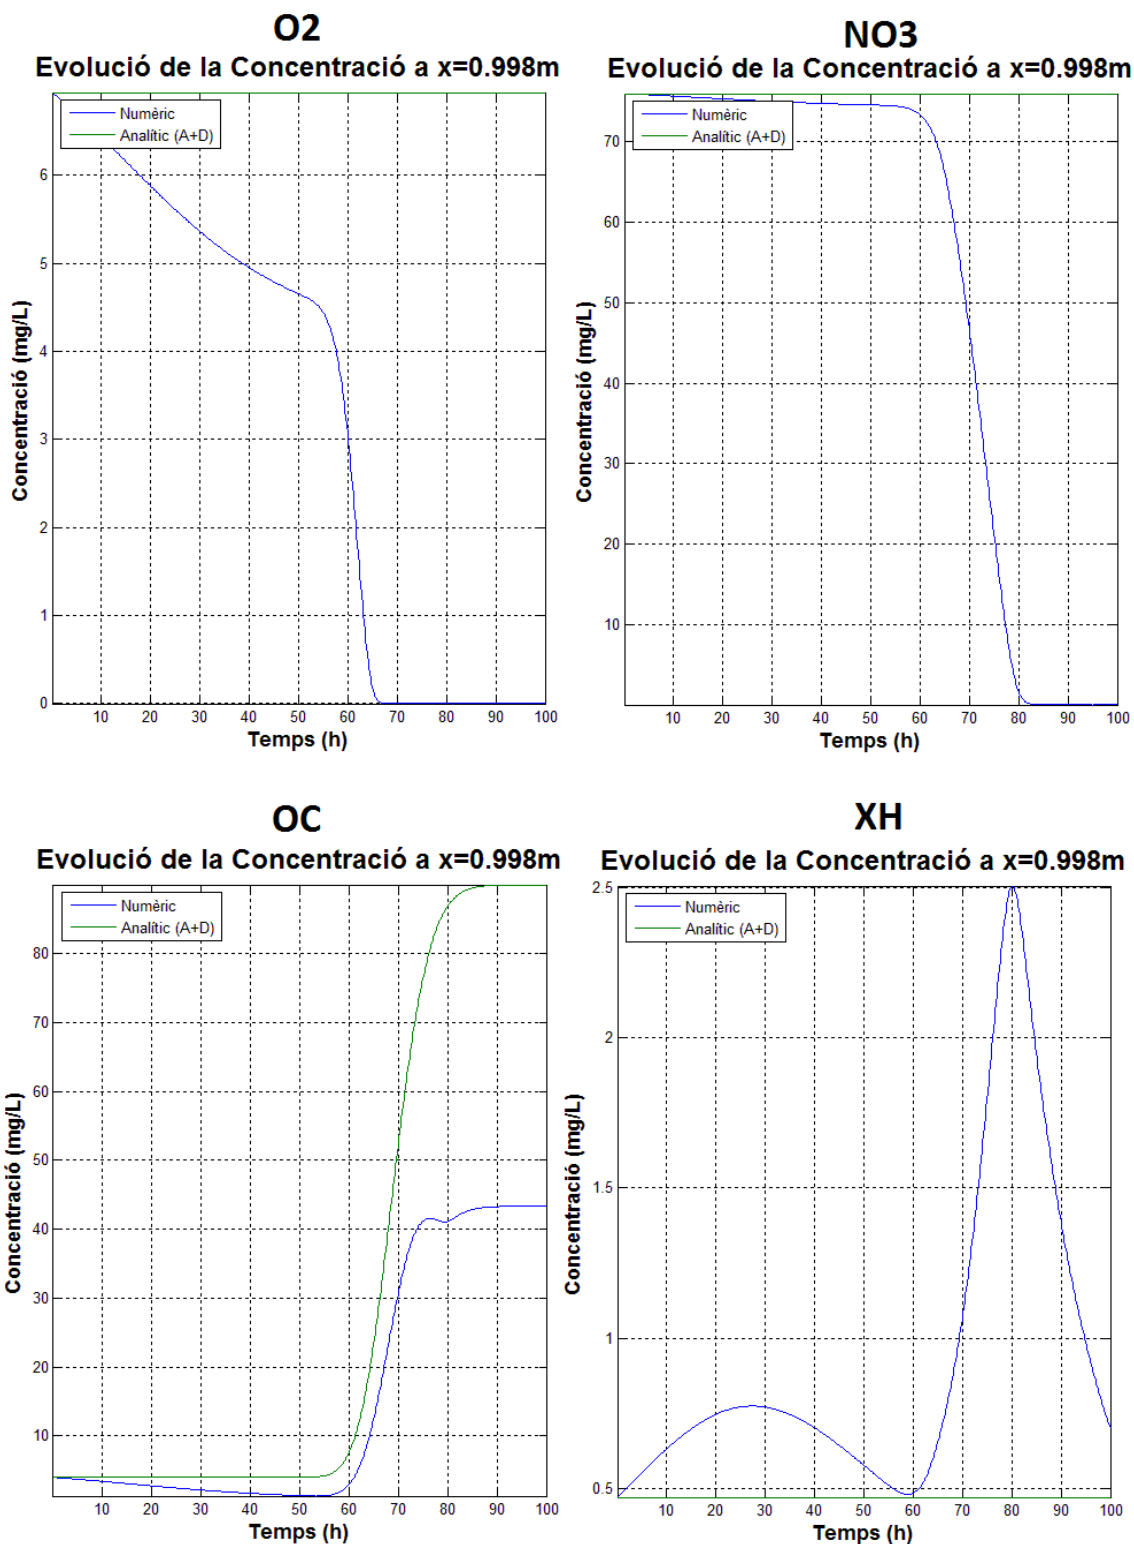 O2
Evolució de la Concentració a x=0.998m
Numèric
Analític (A+D)
6
5
4
3
2
1
0
10 20 30 40 50 60 70 80 90 100
Concentració (mg/L)
Temps (h)
NO3
Evolució de la Concentració a x=0.998m
Numèric
Analític (A+D)
70
60
50
40
30
20
10
10 20 30 40 50 60 70 80 90 100
Concentració (mg/L)
Temps (h)
OC
Evolució de la Concentració a x=0.998m
Numèric
Analític (A+D)
80
70
60
50
40
30
20
10
10 20 30 40 50 60 70 80 90 100
Concentració (mg/L)
Temps (h)
XH
Evolució de la Concentració a x=0.998m
Numèric
Analític (A+D)
2.5
2
1.5
1
0.5
10 20 30 40 50 60 70 80 90 100
Concentració (mg/L)
Temps (h)